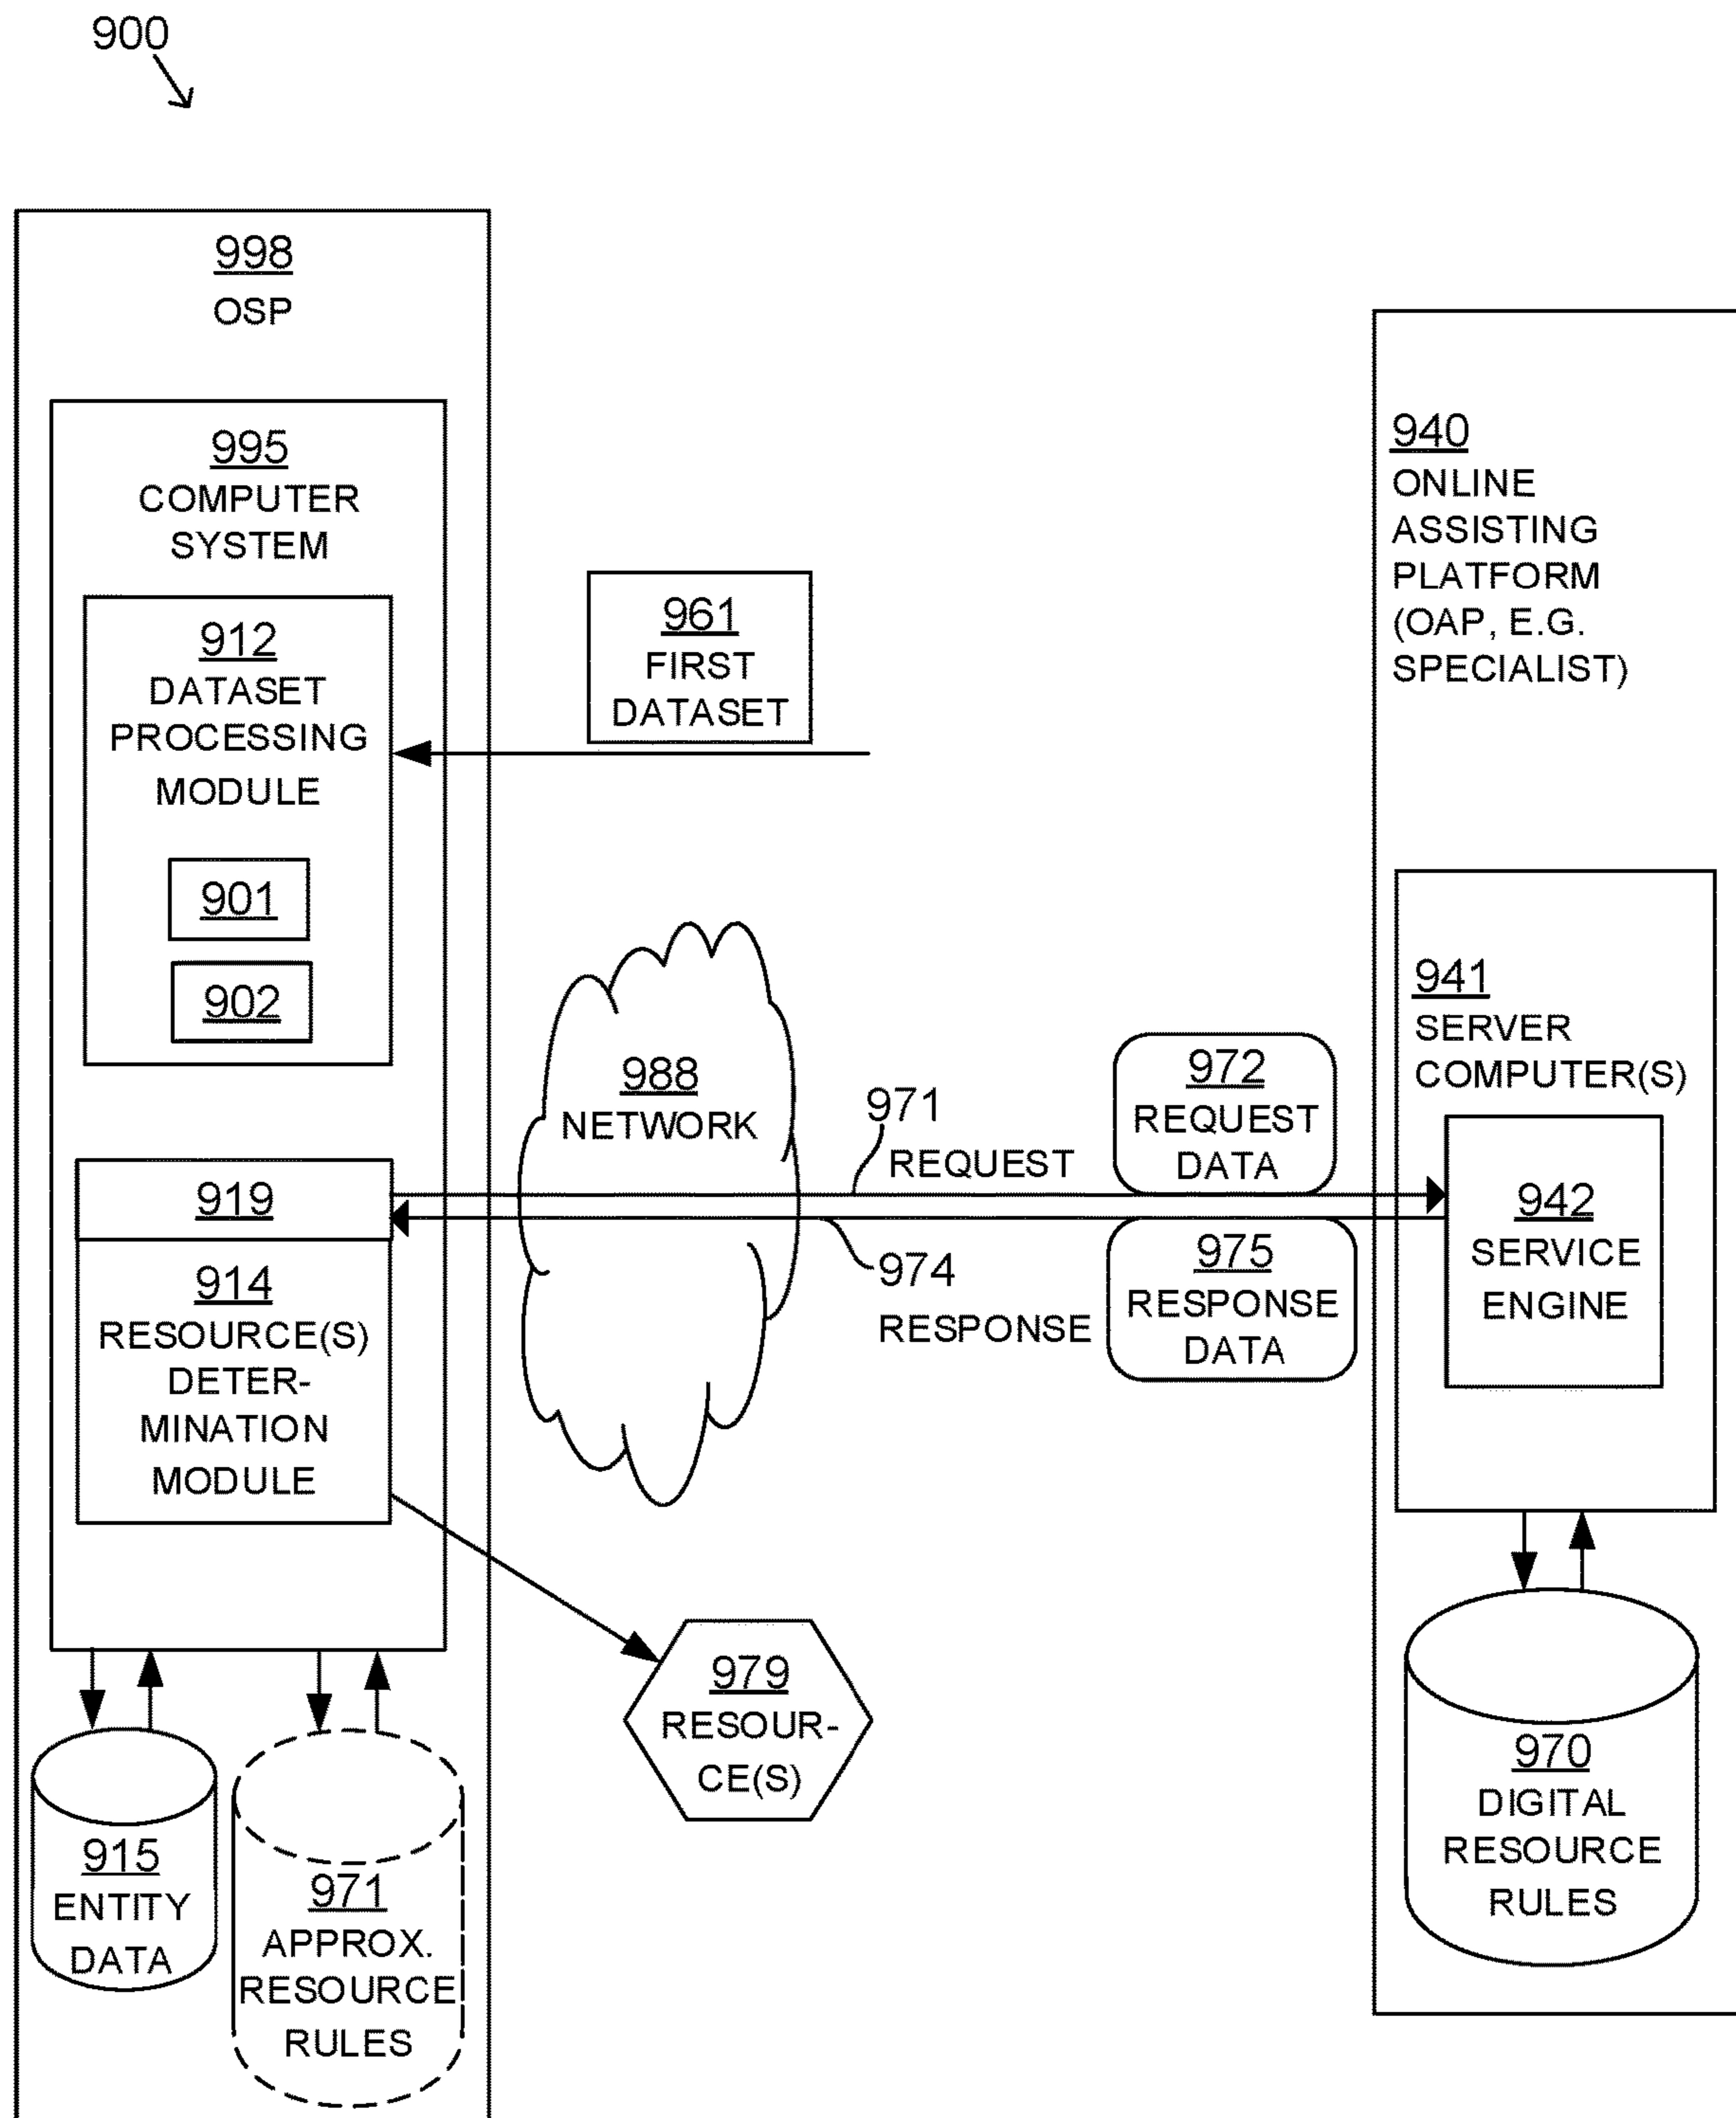 900
998
OSP
995
COMPUTER
SYSTEM
912
DATASET
PROCESSING
MODULE
901
902
961
FIRST
DATASET
919
914
RESOURCE(S)
DETER-
MINATION
MODULE
988
NETWORK
971
REQUEST
972
REQUEST
DATA
974
RESPONSE
975
RESPONSE
DATA
940
ONLINE
ASSISTING
PLATFORM
(OAP, E.G.
SPECIALIST)
941
SERVER
COMPUTER(S)
942
SERVICE
ENGINE
979
RESOUR-
CE(S)
915
ENTITY
DATA
971
APPROX.
RESOURCE
RULES
970
DIGITAL
RESOURCE
RULES